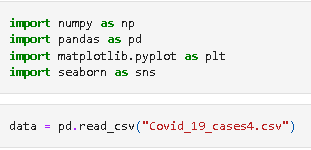 import numpy as np
import pandas as pd
import matplotlib.pyplot as plt
import seaborn as sns
data = pd.read_csv("Covid_19_cases4.csv")